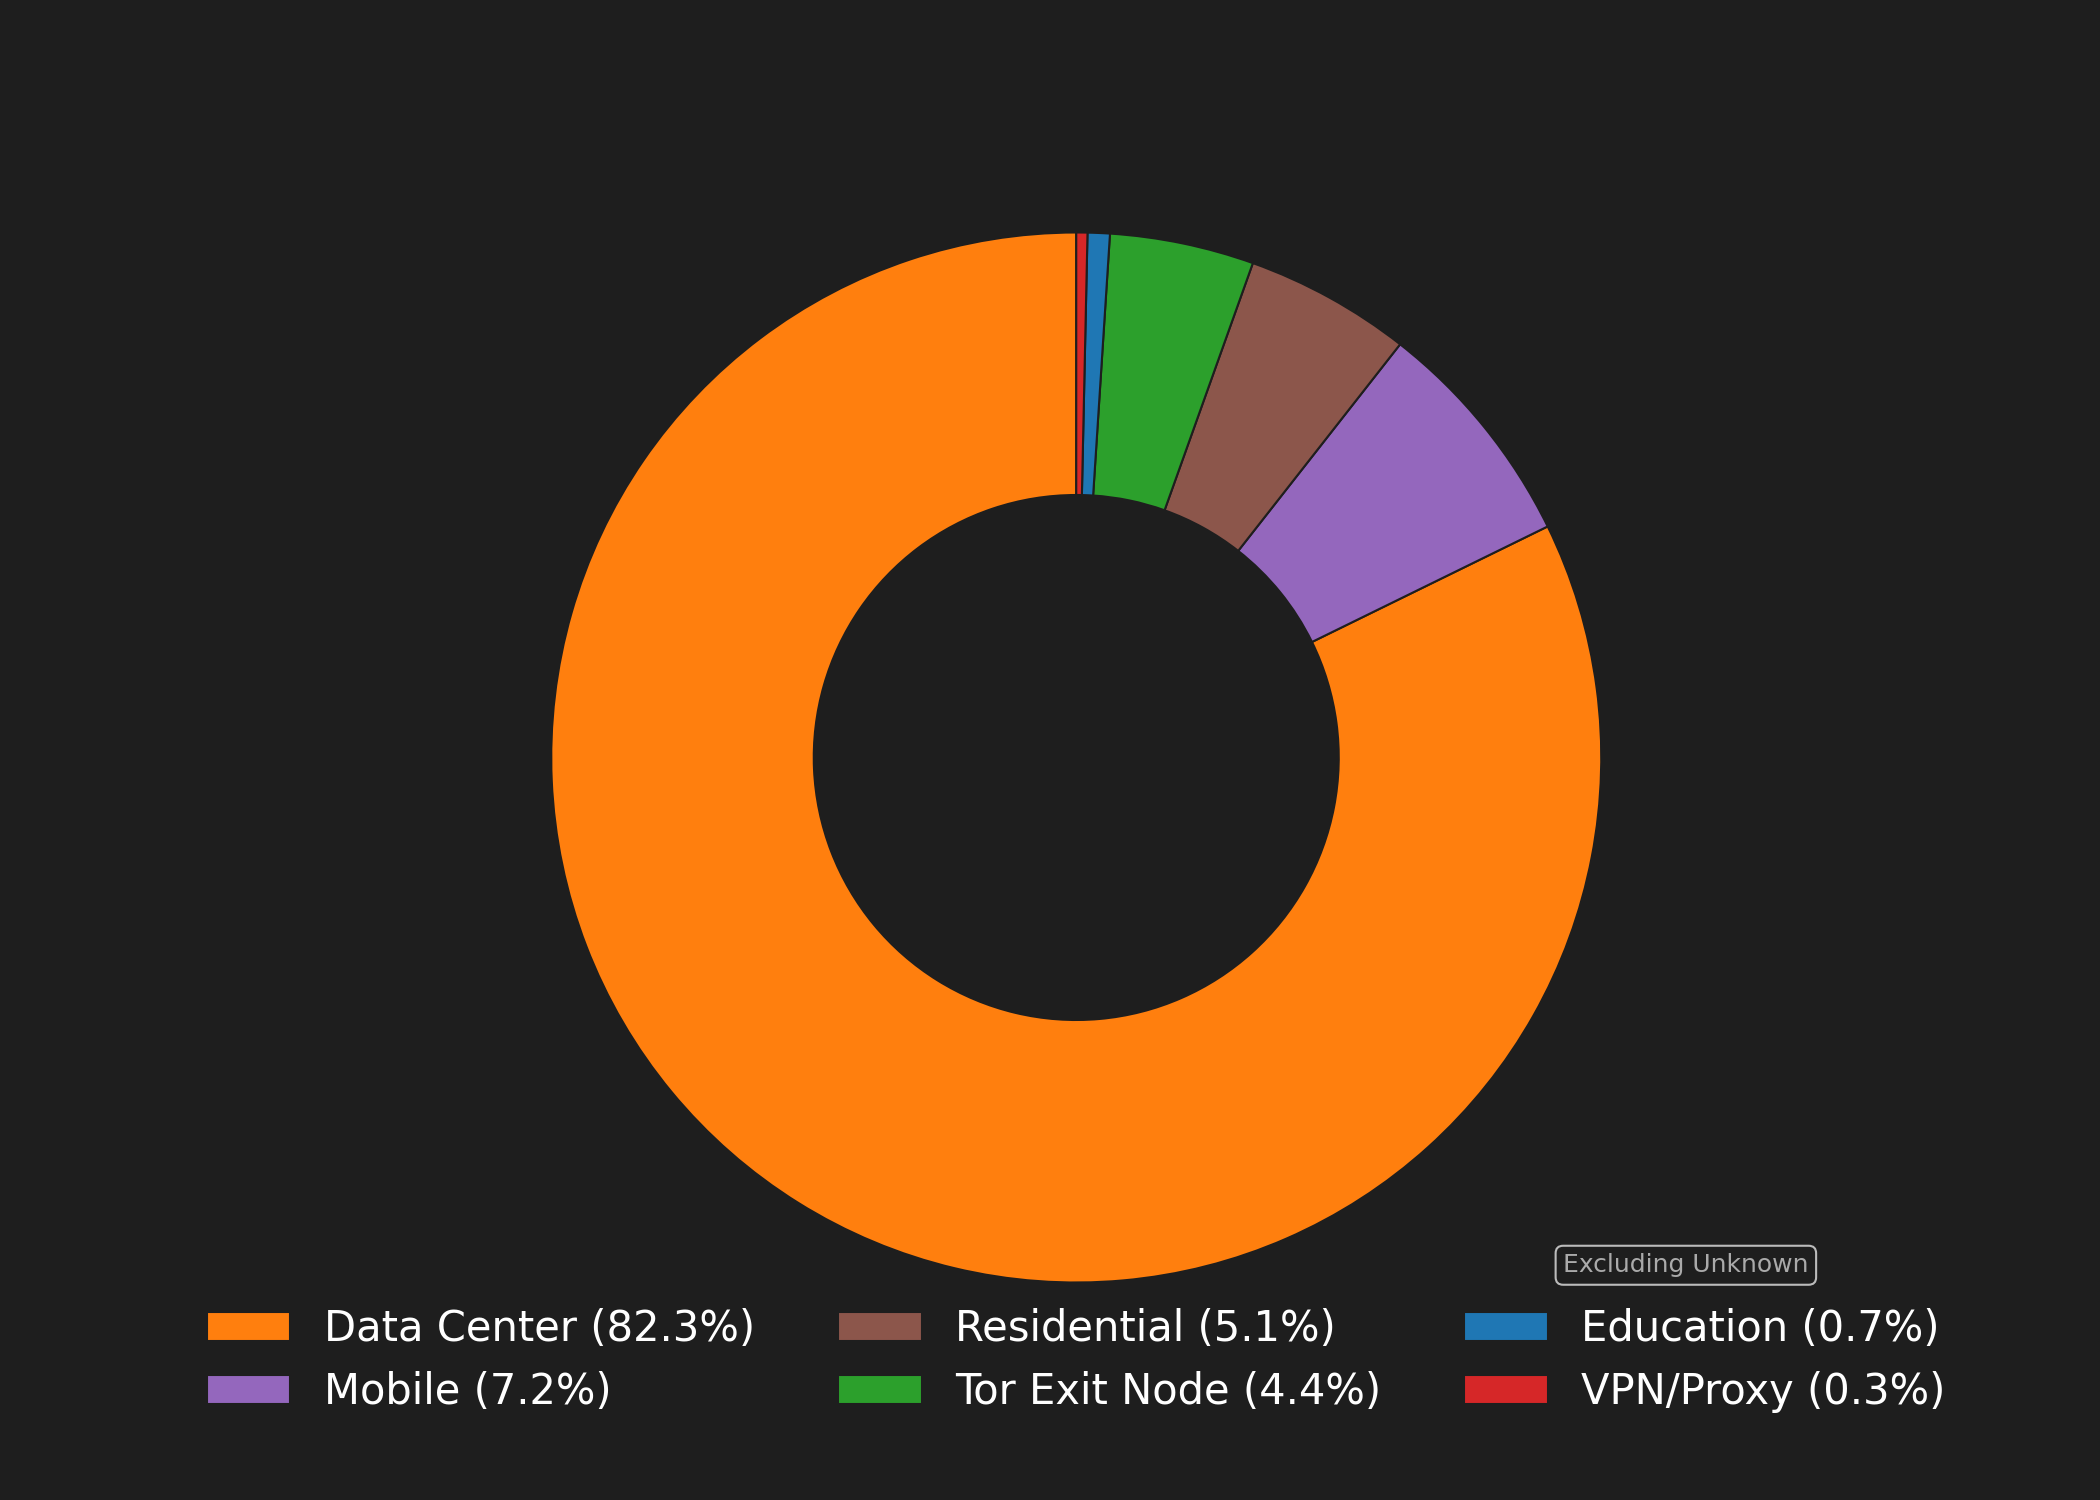 Excluding Unknown
Data Center (82.3%)
Mobile (7.2%)
Residential (5.1%)
Tor Exit Node (4.4%)
Education (0.7%)
VPN/Proxy (0.3%)